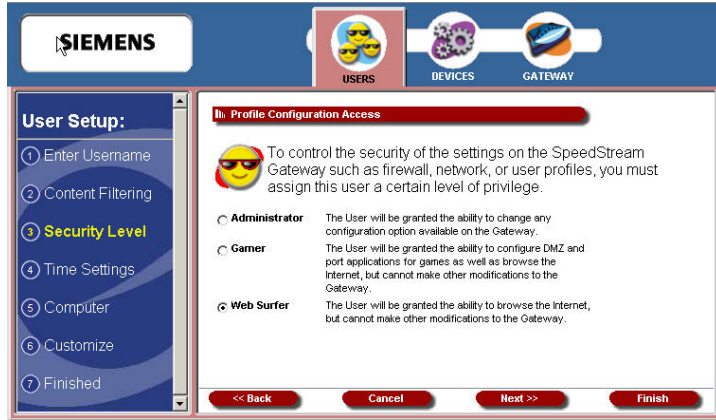 SIEMENS
USERS
DEVICES
GATEWAY
User Setup:
1 Enter Username
2 Content Filtering
3 Security Level
4 Time Settings
5 Computer
6 Customize
7 Finished
Profile Configuration Access
To control the security of the settings on the SpeedStream
Gateway such as firewall, network, or user profiles, you must
assign this user a certain level of privilege.
Administrator
The User will be granted the ability to change any
configuration option available on the Gateway.
Gamer
The User will be granted the ability to configure DMZ and
port applications for games as well as browse the
Internet, but cannot make other modifications to the
Gateway.
Web Surfer
The User will be granted the ability to browse the Internet,
but cannot make other modifications to the Gateway.
<< Back
Cancel
Next >>
Finish